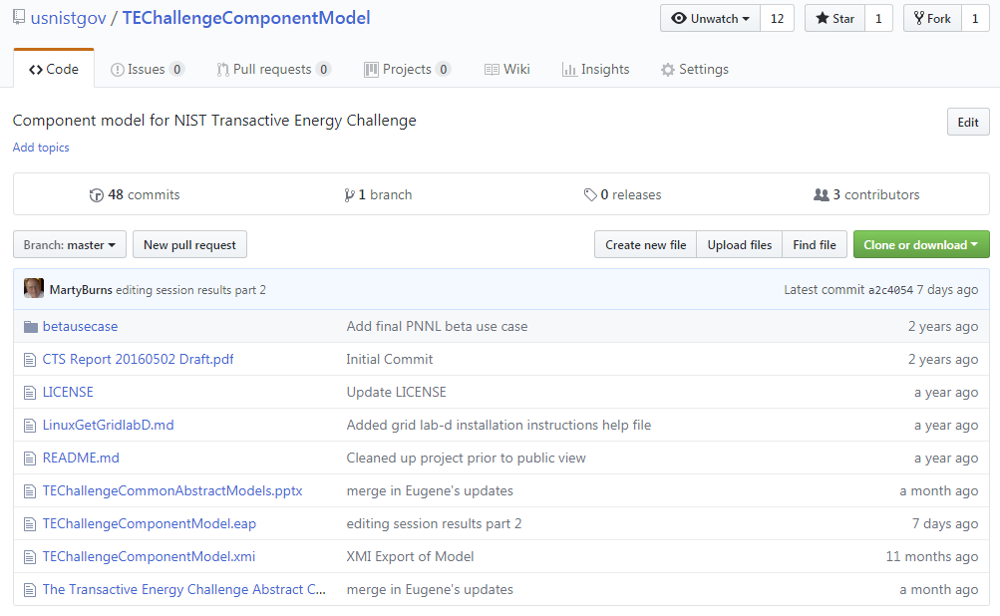 usnistgov / TEChallengeComponentModel Unwatch 12 Star 1 Fork 1
Code Issues 0 Pull requests 0 Projects 0 Wiki Insights Settings
Component model for NIST Transactive Energy Challenge Edit
Add topics
48 commits 1 branch 0 releases 3 contributors
Branch: master New pull request Create new file Upload files Find file Clone or download
MartyBurns editing session results part 2 Latest commit a2c4054 7 days ago
betausecase Add final PNNL beta use case 2 years ago
CTS Report 20160502 Draft.pdf Initial Commit 2 years ago
LICENSE Update LICENSE a year ago
LinuxGetGridlabD.md Added grid lab-d installation instructions help file a year ago
README.md Cleaned up project prior to public view a year ago
TEChallengeCommonAbstractModels.pptx merge in Eugene's updates a month ago
TEChallengeComponentModel.eap editing session results part 2 7 days ago
TEChallengeComponentModel.xmi XMI Export of Model 11 months ago
The Transactive Energy Challenge Abstract C... merge in Eugene's updates a month ago